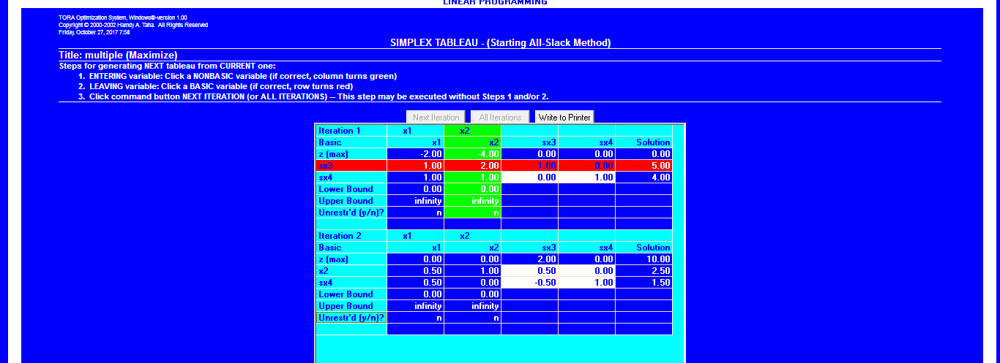 LINEAR PROGRAMMING
TORA Optimization System, Windows®-version 1.00
Copyright © 2000-2002 Hamdy A. Taha. All Rights Reserved
Friday, October 27, 2017 7:50
SIMPLEX TABLEAU - (Starting All-Slack Method)
Title: multiple (Maximize)
Steps for generating NEXT tableau from CURRENT one:
1. ENTERING variable: Click a NONBASIC variable (if correct, column turns green)
2. LEAVING variable: Click a BASIC variable (if correct, row turns red)
3. Click command button NEXT ITERATION (or ALL ITERATIONS) -- This step may be executed without Steps 1 and/or 2.
Next Iteration All Iterations Write to Printer
Iteration 1 x1 x2
Basic x1 x2 sx3 sx4 Solution
z (max) -2.00 -4.00 0.00 0.00 0.00
sx3 1.00 2.00 1.00 0.00 5.00
sx4 1.00 1.00 0.00 1.00 4.00
Lower Bound 0.00 0.00
Upper Bound infinity infinity
Unrestr'd (y/n)? n n
Iteration 2 x1 x2
Basic x1 x2 sx3 sx4 Solution
z (max) 0.00 0.00 2.00 0.00 10.00
x2 0.50 1.00 0.50 0.00 2.50
sx4 0.50 0.00 -0.50 1.00 1.50
Lower Bound 0.00 0.00
Upper Bound infinity infinity
Unrestr'd (y/n)? n n